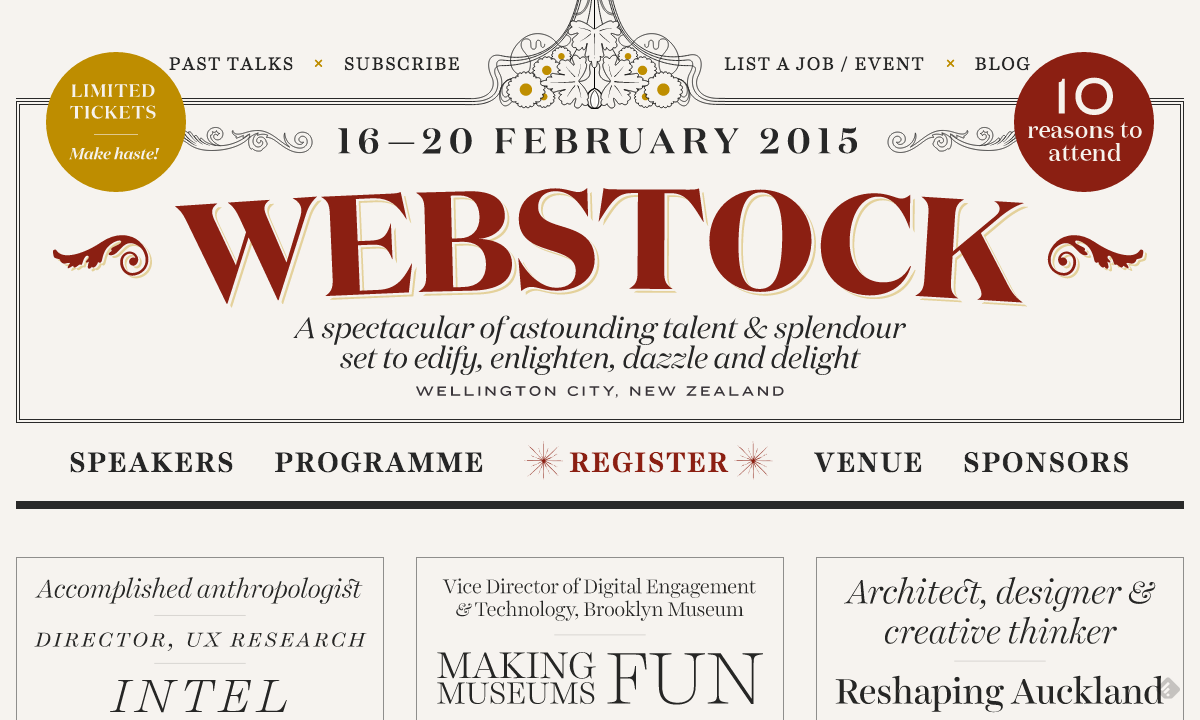 PAST TALKS × SUBSCRIBE
LIST A JOB / EVENT × BLOG
LIMITED
TICKETS
Make haste!
10
reasons to
attend
16—20 FEBRUARY 2015
WEBSTOCK
A spectacular of astounding talent & splendour
set to edify, enlighten, dazzle and delight
WELLINGTON CITY, NEW ZEALAND
SPEAKERS PROGRAMME REGISTER VENUE SPONSORS
Accomplished anthropologist
DIRECTOR, UX RESEARCH
INTEL
Vice Director of Digital Engagement
& Technology, Brooklyn Museum
MAKING
MUSEUMS
FUN
Architect, designer &
creative thinker
Reshaping Auckland